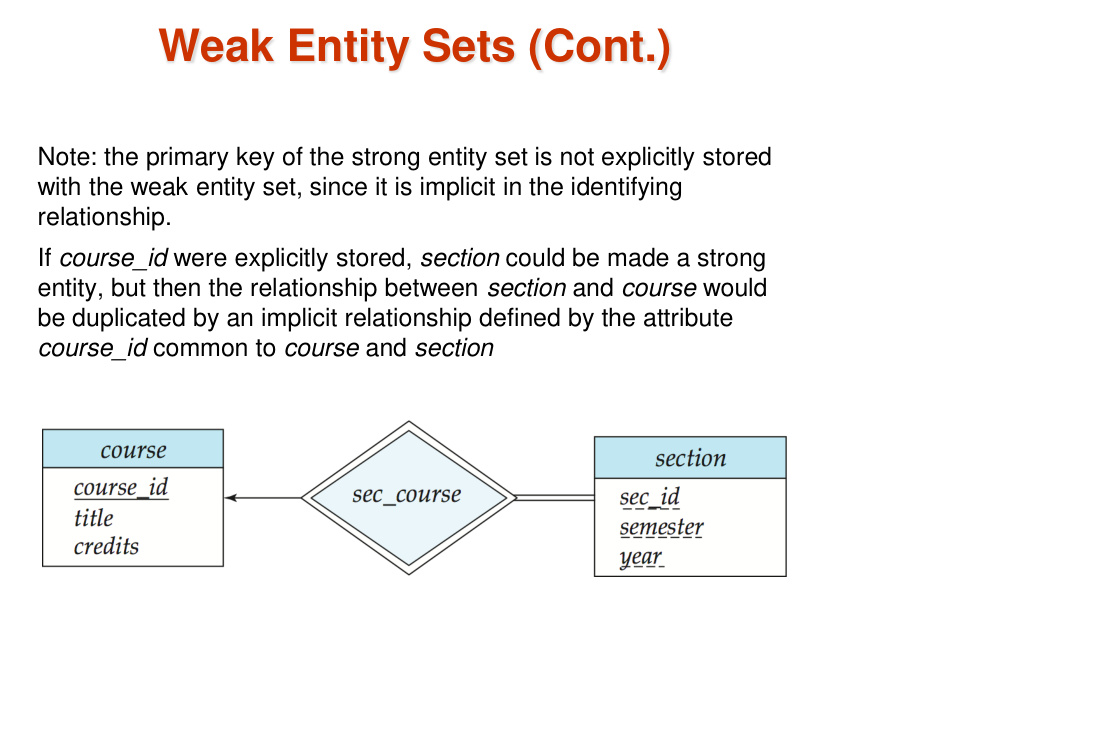 Weak Entity Sets (Cont.)
Note: the primary key of the strong entity set is not explicitly stored
with the weak entity set, since it is implicit in the identifying
relationship.
If course_id were explicitly stored, section could be made a strong
entity, but then the relationship between section and course would
be duplicated by an implicit relationship defined by the attribute
course_id common to course and section
course
course_id
title
credits
sec_course
section
sec_id
semester
year